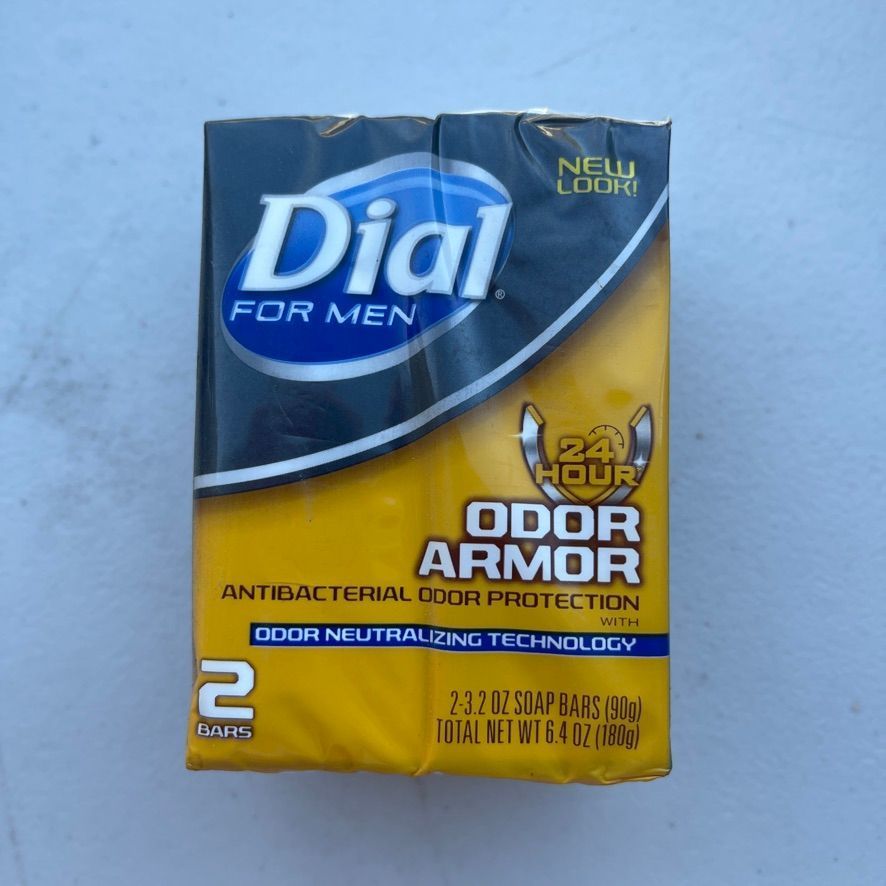 NEW
LOOK!
Dial®
FOR MEN
24
HOUR
ODOR
ARMOR
ANTIBACTERIAL ODOR PROTECTION
WITH
ODOR NEUTRALIZING TECHNOLOGY
2
BARS
2-3.2 OZ SOAP BARS (90g)
TOTAL NET WT 6.4 OZ (180g)